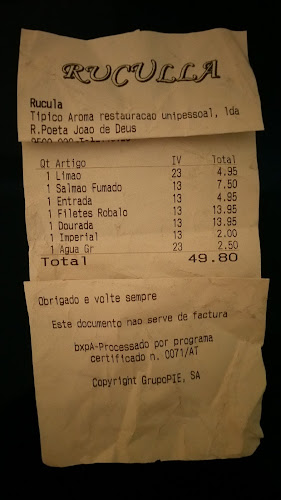 RUCULLA
Rucula
Tipico Aroma restauracao unipessoal, lda
R.Poeta Joao de Deus
Qt Artigo IV Total
1 Limao 23 4.95
1 Salmao Fumado 13 7.50
1 Entrada 13 4.95
1 Filetes Robalo 13 13.95
1 Dourada 13 13.95
1 Imperial 13 2.00
1 Agua Gr 23 2.50
Total 49.80
Obrigado e volte sempre
Este documento nao serve de factura
bxpA-Processado por programa
certificado n. 0071/AT
Copyright GrupoPIE, SA